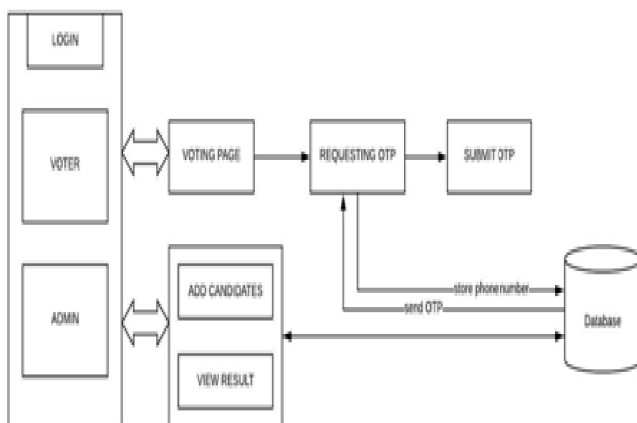 LOGIN
VOTER
VOTING PAGE
REQUESTING OTP
SUBMIT OTP
ADMIN
ADD CANDIDATES
VIEW RESULT
store phone number
send OTP
Database